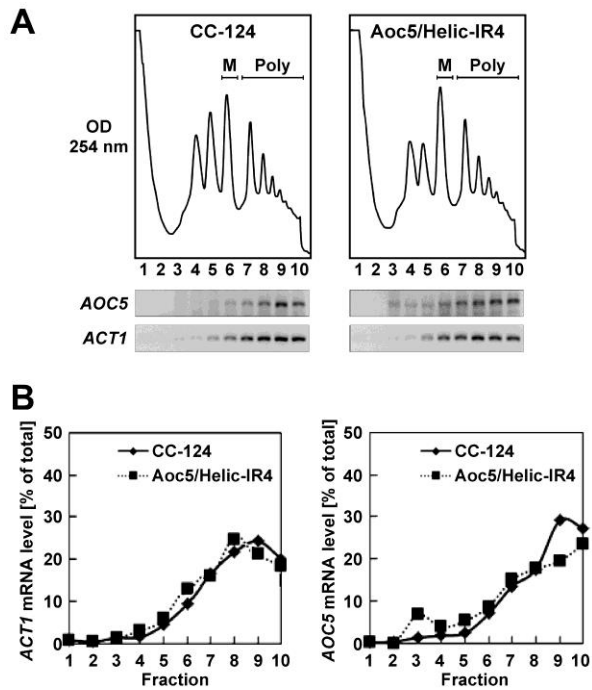 A
CC-124
Aoc5/Helic-IR4
M Poly
M Poly
OD
254 nm
1 2 3 4 5 6 7 8 9 10
1 2 3 4 5 6 7 8 9 10
AOC5
ACT1
B
ACT1 mRNA level [% of total]
50
40
30
20
10
0
CC-124
Aoc5/Helic-IR4
1 2 3 4 5 6 7 8 9 10
Fraction
AOC5 mRNA level [% of total]
50
40
30
20
10
0
CC-124
Aoc5/Helic-IR4
1 2 3 4 5 6 7 8 9 10
Fraction